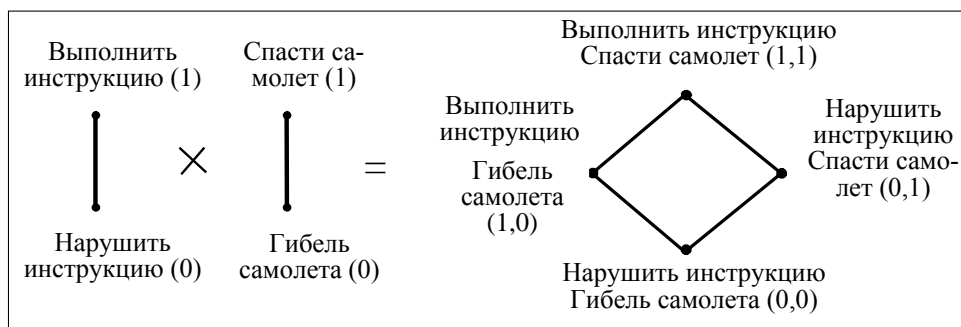 Выполнить
инструкцию (1)
Спасти са-
молет (1)
×
=
Нарушить
инструкцию (0)
Гибель
самолета (0)
Выполнить инструкцию
Спасти самолет (1,1)
Выполнить
инструкцию
Гибель
самолета
(1,0)
Нарушить
инструкцию
Спасти само-
лет (0,1)
Нарушить инструкцию
Гибель самолета (0,0)